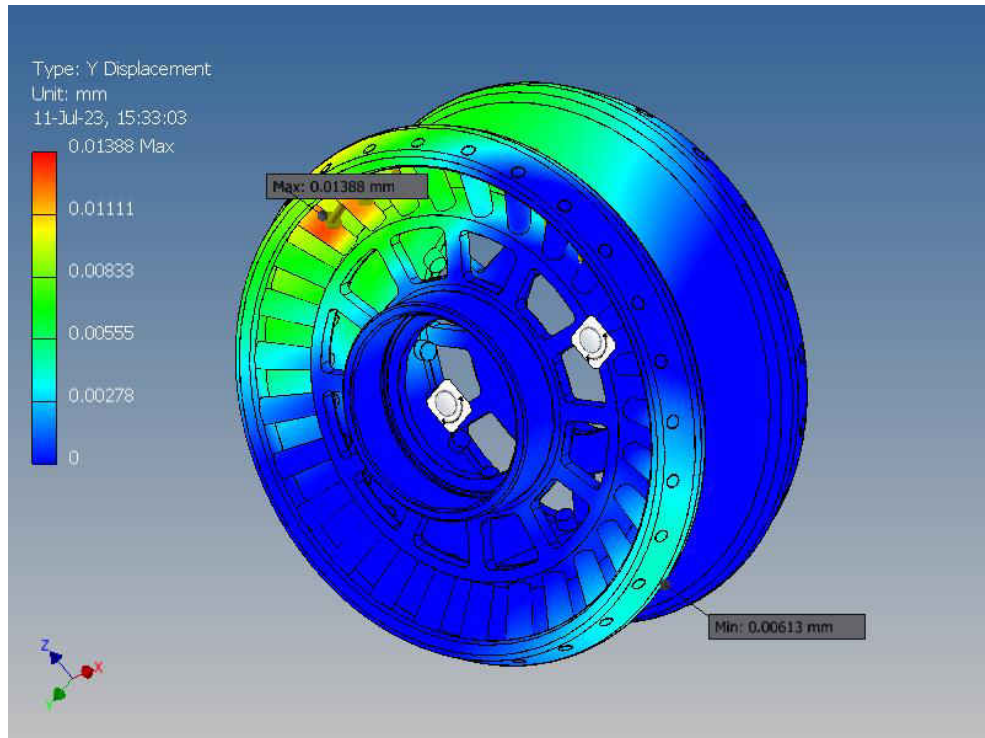 Type: Y Displacement
Unit: mm
11-Jul-23, 15:33:03
0.01388 Max
0.01111
0.00833
0.00555
0.00278
0
Max: 0.01388 mm
Min: 0.00613 mm
Z
X
Y